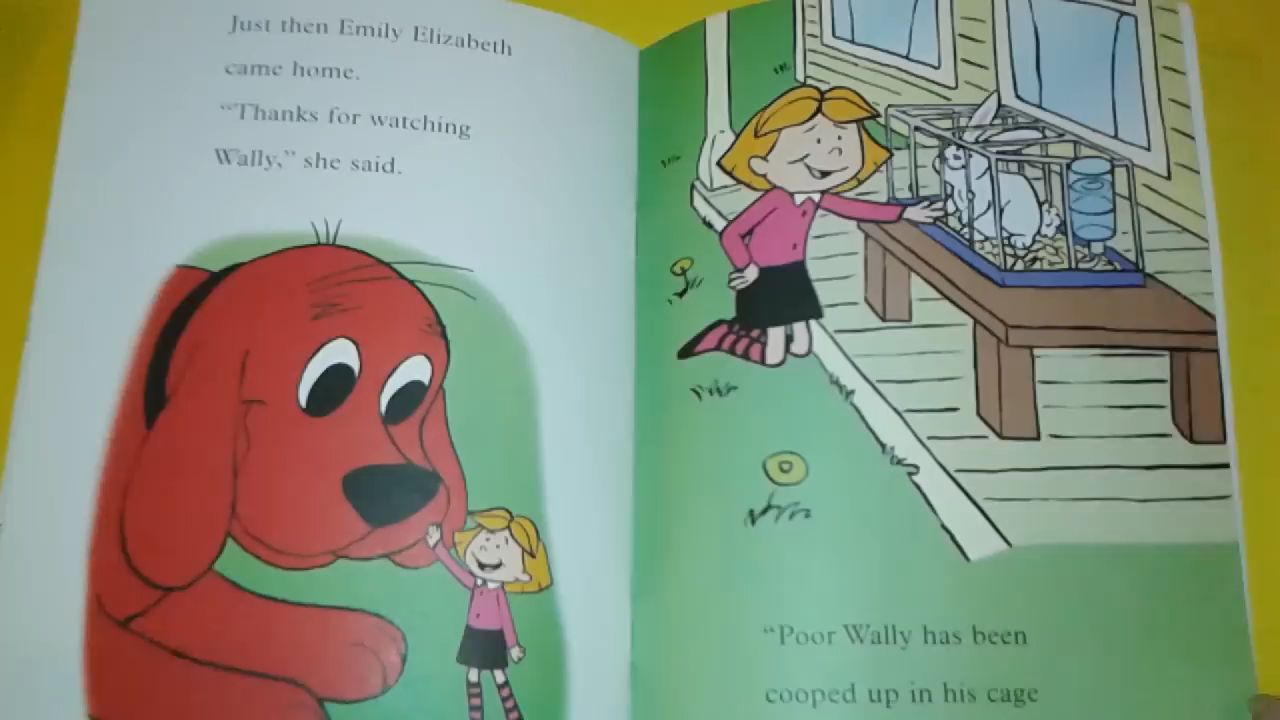 Just then Emily Elizabeth
came home.
“Thanks for watching
Wally,” she said.
“Poor Wally has been
cooped up in his cage